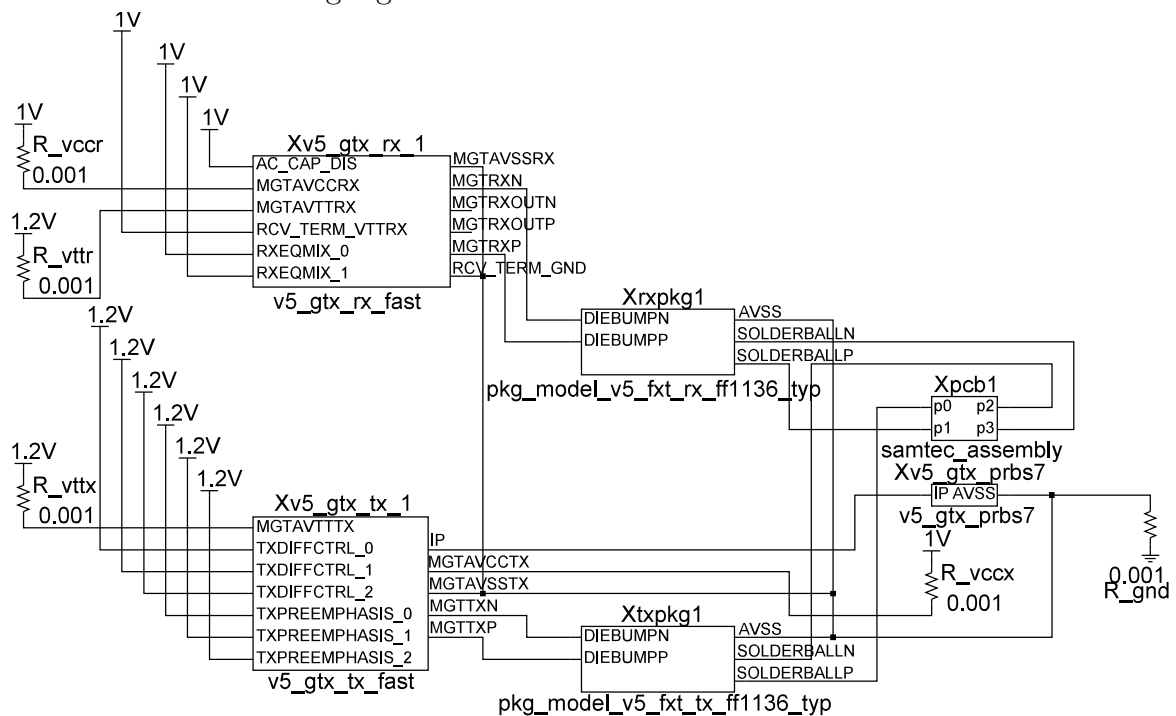 1V
1V
1V
1V
1V
R_vccr
0.001
Xv5_gtx_rx_1
AC_CAP_DIS
MGTAVCCRX
MGTAVTTRX
RCV_TERM_VTTRX
RXEQMIX_0
RXEQMIX_1
MGTAVSSRX
MGTRXN
MGTRXOUTN
MGTRXOUTP
MGTRXP
RCV_TERM_GND
v5_gtx_rx_fast
1.2V
R_vttr
0.001
Xrxpkg1
DIEBUMPN
DIEBUMPP
AVSS
SOLDERBALLN
SOLDERBALLP
pkg_model_v5_fxt_rx_ff1136_typ
Xpcb1
p0 p2
p1 p3
samtec_assembly
Xv5_gtx_prbs7
IP AVSS
v5_gtx_prbs7
1V
R_vccx
0.001
0.001
R_gnd
1.2V
1.2V
1.2V
1.2V
1.2V
1.2V
1.2V
R_vttx
0.001
Xv5_gtx_tx_1
MGTAVTTTX
TXDIFFCTRL_0
TXDIFFCTRL_1
TXDIFFCTRL_2
TXPREEMPHASIS_0
TXPREEMPHASIS_1
TXPREEMPHASIS_2
IP
MGTAVCCTX
MGTAVSSTX
MGTTXN
MGTTXP
v5_gtx_tx_fast
Xtxpkg1
DIEBUMPN
DIEBUMPP
AVSS
SOLDERBALLN
SOLDERBALLP
pkg_model_v5_fxt_tx_ff1136_typ